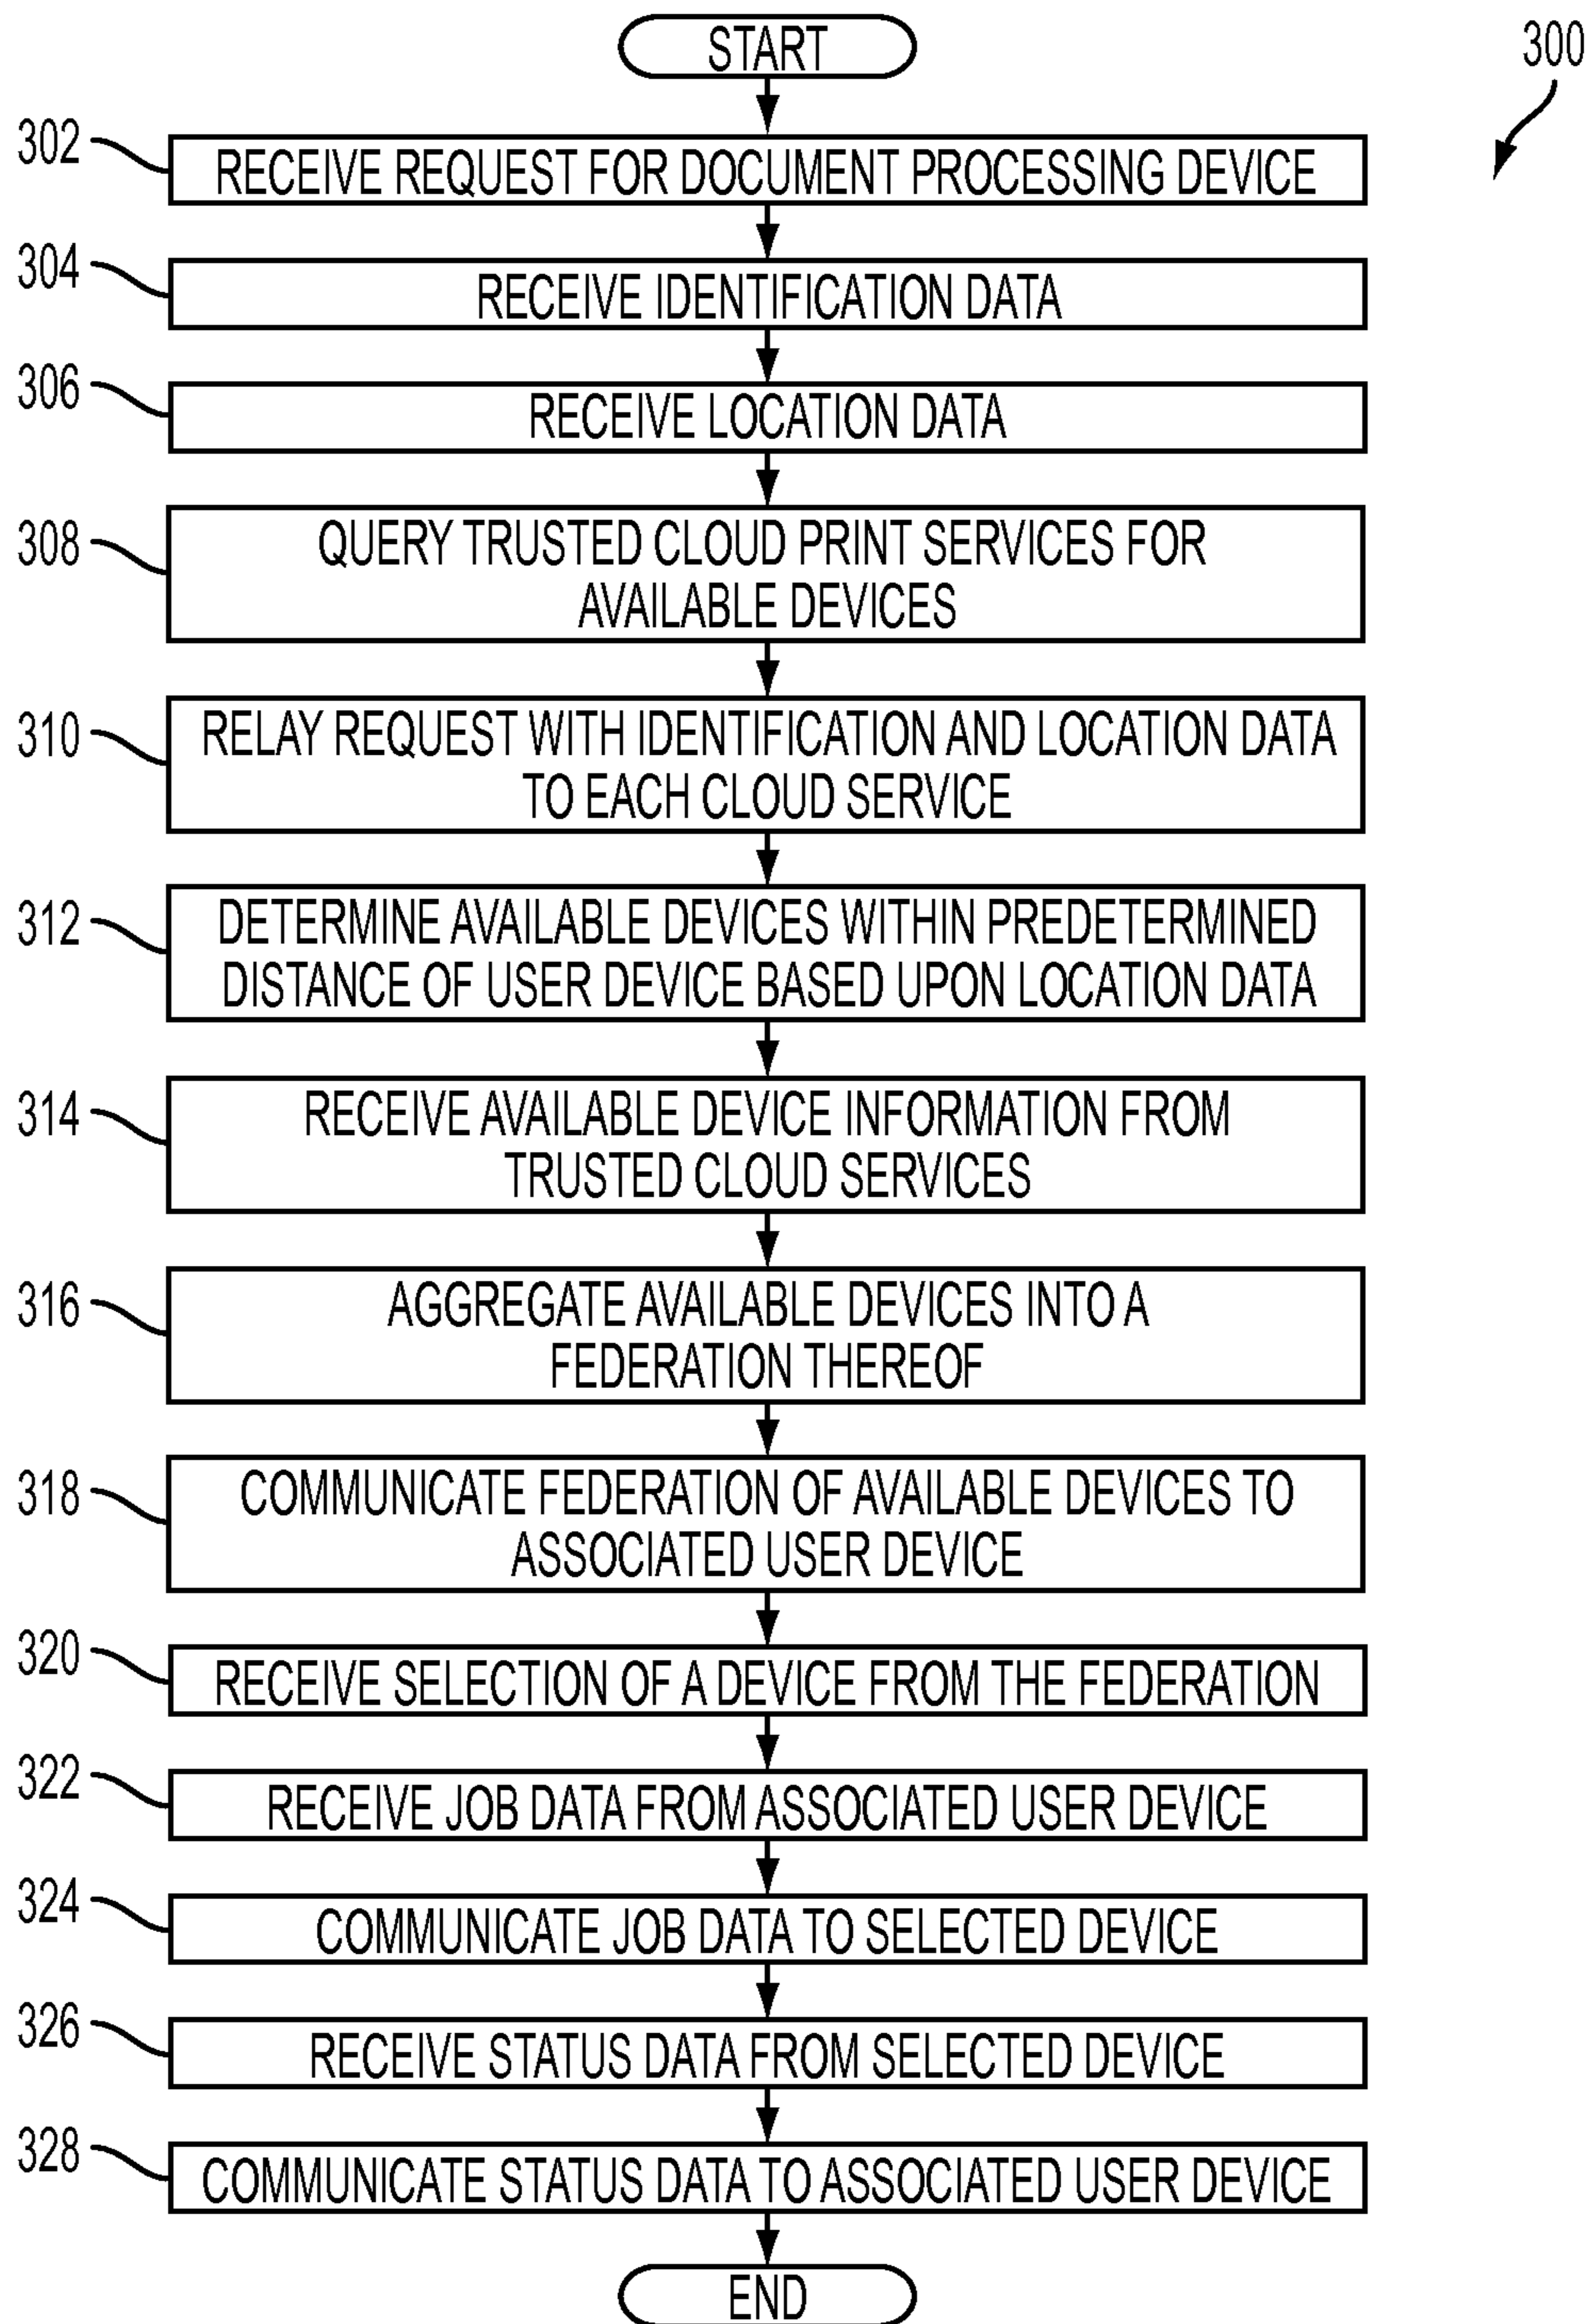 START
300
302
RECEIVE REQUEST FOR DOCUMENT PROCESSING DEVICE
304
RECEIVE IDENTIFICATION DATA
306
RECEIVE LOCATION DATA
308
QUERY TRUSTED CLOUD PRINT SERVICES FOR
AVAILABLE DEVICES
310
RELAY REQUEST WITH IDENTIFICATION AND LOCATION DATA
TO EACH CLOUD SERVICE
312
DETERMINE AVAILABLE DEVICES WITHIN PREDETERMINED
DISTANCE OF USER DEVICE BASED UPON LOCATION DATA
314
RECEIVE AVAILABLE DEVICE INFORMATION FROM
TRUSTED CLOUD SERVICES
316
AGGREGATE AVAILABLE DEVICES INTO A
FEDERATION THEREOF
318
COMMUNICATE FEDERATION OF AVAILABLE DEVICES TO
ASSOCIATED USER DEVICE
320
RECEIVE SELECTION OF A DEVICE FROM THE FEDERATION
322
RECEIVE JOB DATA FROM ASSOCIATED USER DEVICE
324
COMMUNICATE JOB DATA TO SELECTED DEVICE
326
RECEIVE STATUS DATA FROM SELECTED DEVICE
328
COMMUNICATE STATUS DATA TO ASSOCIATED USER DEVICE
END